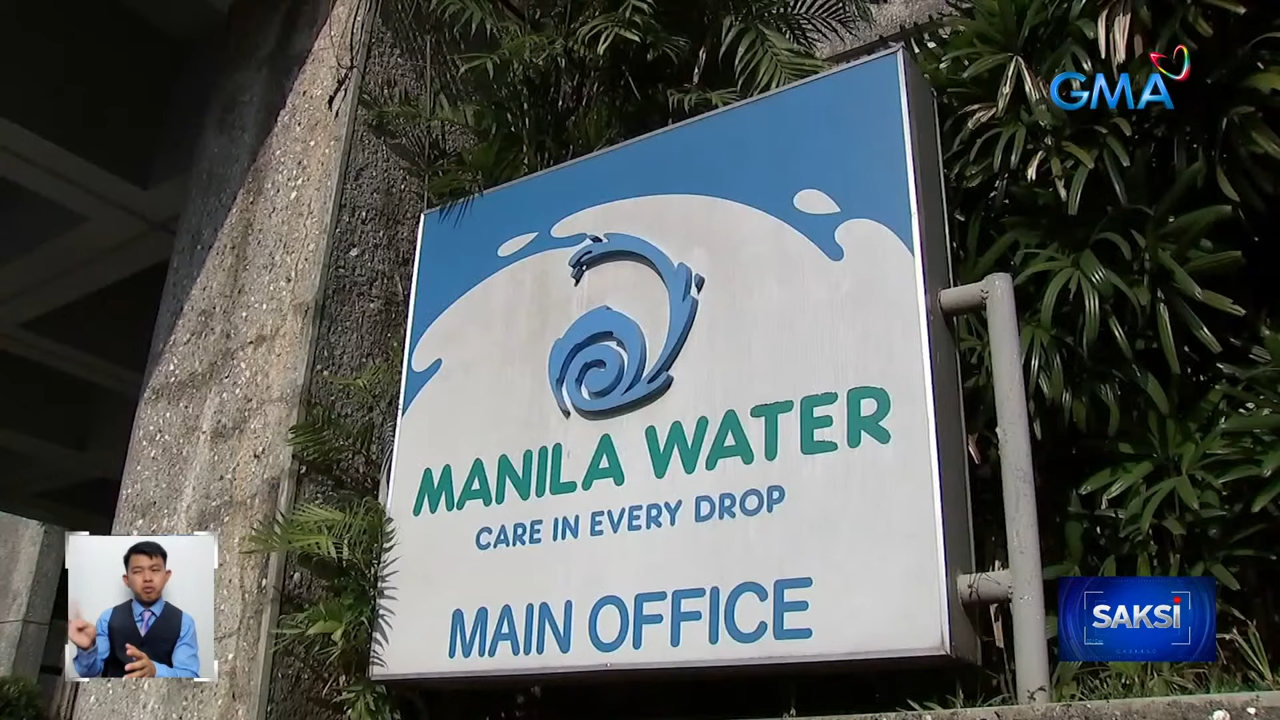 GMA
MANILA WATER
CARE IN EVERY DROP
MAIN OFFICE
SAKSI